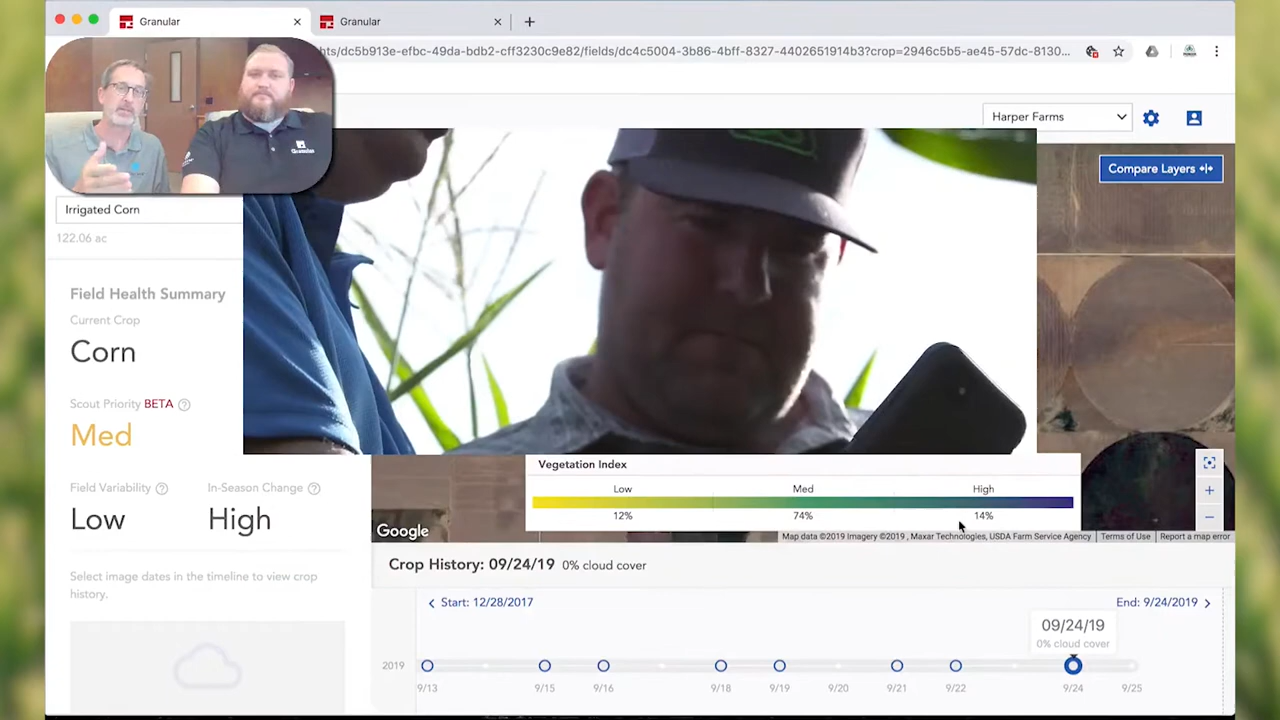 Granular
Granular
hts/dc5b913e-efbc-49da-bdb2-cff3230c9e82/fields/dc4c5004-3b86-4bff-8327-4402651914b3?crop=2946c5b5-ae45-57dc-8130...
Harper Farms
Compare Layers
Irrigated Corn
122.06 ac
Field Health Summary
Current Crop
Corn
Scout Priority BETA ?
Med
Field Variability ? In-Season Change ?
Low High
Select image dates in the timeline to view crop
history.
Granular
Vegetation Index
Low Med High
12% 74% 14%
Google
Map data ©2019 Imagery ©2019 , Maxar Technologies, USDA Farm Service Agency Terms of Use Report a map error
Crop History: 09/24/19 0% cloud cover
Start: 12/28/2017 End: 9/24/2019
09/24/19
0% cloud cover
2019
9/13 9/15 9/16 9/18 9/19 9/20 9/21 9/22 9/24 9/25